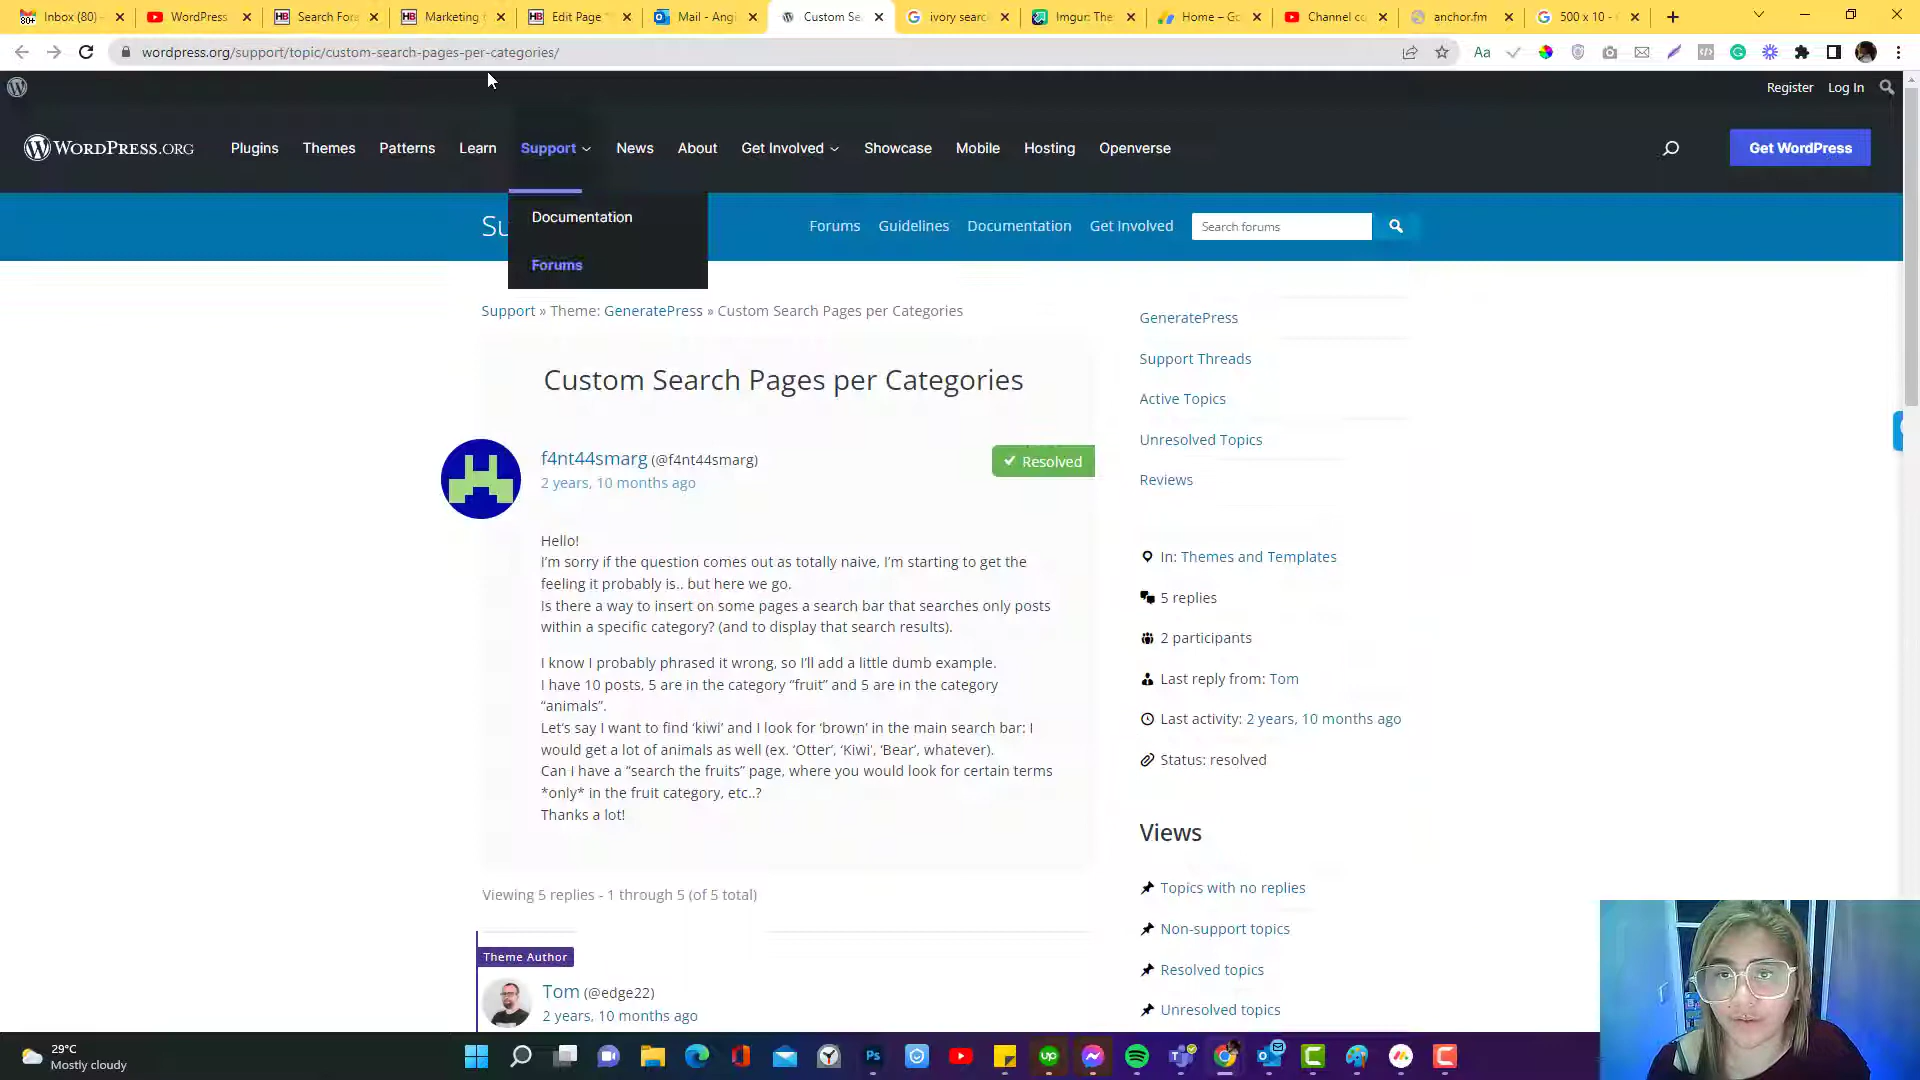 Inbox (80)
WordPress
Search For
Marketing
Edit Page
Mail - Angi
Custom Se
ivory searc
Imgur: The
Home – Go
Channel co
anchor.fm
500 x 10 -
wordpress.org/support/topic/custom-search-pages-per-categories/
Register
Log In
WORDPRESS.ORG
Plugins
Themes
Patterns
Learn
Support
News
About
Get Involved
Showcase
Mobile
Hosting
Openverse
Get WordPress
Documentation
Forums
Su
Forums
Guidelines
Documentation
Get Involved
Search forums
Support » Theme: GeneratePress » Custom Search Pages per Categories
Custom Search Pages per Categories
f4nt44smarg (@f4nt44smarg)
2 years, 10 months ago
Resolved
Hello!
I'm sorry if the question comes out as totally naive, I'm starting to get the
feeling it probably is.. but here we go.
Is there a way to insert on some pages a search bar that searches only posts
within a specific category? (and to display that search results).
I know I probably phrased it wrong, so I'll add a little dumb example.
I have 10 posts, 5 are in the category “fruit” and 5 are in the category
“animals”.
Let's say I want to find ‘kiwi’ and I look for ‘brown’ in the main search bar: I
would get a lot of animals as well (ex. ‘Otter’, ‘Kiwi’, ‘Bear’, whatever).
Can I have a “search the fruits” page, where you would look for certain terms
*only* in the fruit category, etc..?
Thanks a lot!
Viewing 5 replies - 1 through 5 (of 5 total)
Theme Author
Tom (@edge22)
2 years, 10 months ago
GeneratePress
Support Threads
Active Topics
Unresolved Topics
Reviews
In: Themes and Templates
5 replies
2 participants
Last reply from: Tom
Last activity: 2 years, 10 months ago
Status: resolved
Views
Topics with no replies
Non-support topics
Resolved topics
Unresolved topics
29°C
Mostly cloudy